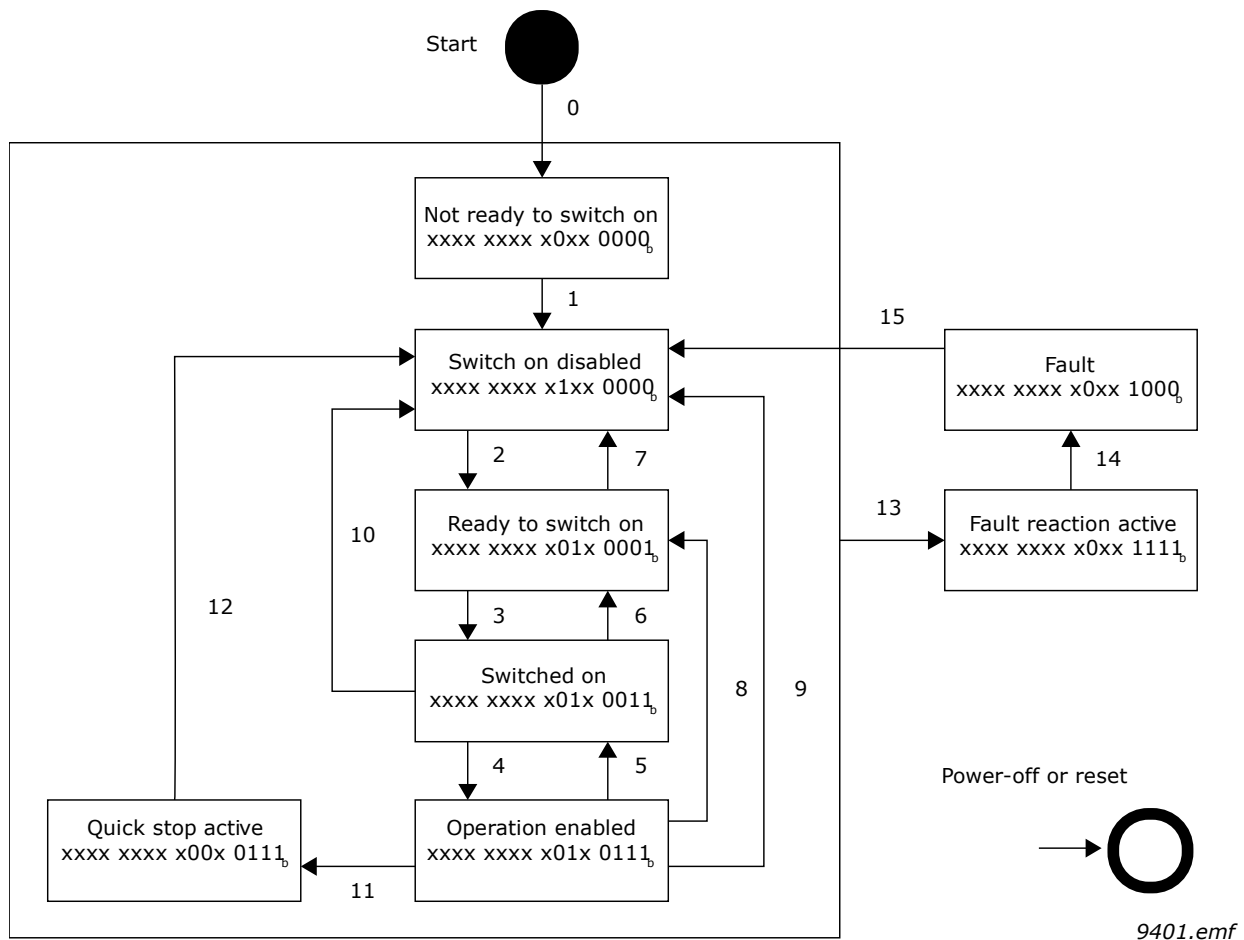 Start
0
Not ready to switch on
xxxx xxxx x0xx 0000b
1
15
Switch on disabled
xxxx xxxx x1xx 0000b
Fault
xxxx xxxx x0xx 1000b
2
7
14
10
13
Ready to switch on
xxxx xxxx x01x 0001b
Fault reaction active
xxxx xxxx x0xx 1111b
12
3
6
Switched on
xxxx xxxx x01x 0011b
8
9
4
5
Power-off or reset
Quick stop active
xxxx xxxx x00x 0111b
Operation enabled
xxxx xxxx x01x 0111b
11
9401.emf